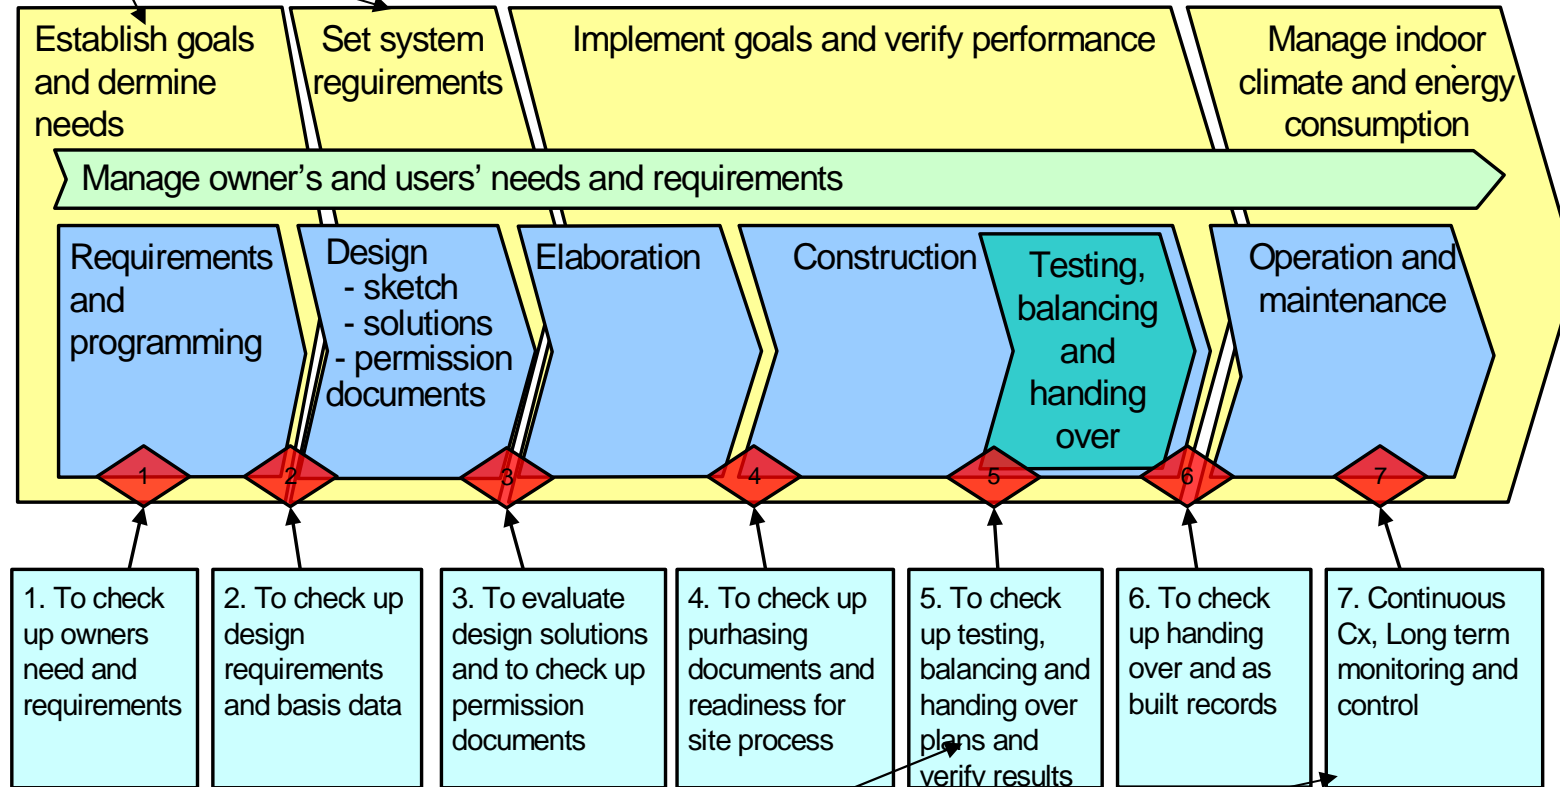 Establish goals
and dermine
needs
Set system
reguirements
Implement goals and verify performance
Manage indoor
climate and energy
consumption
Manage owner's and users' needs and requirements
Requirements
and
programming
Design
- sketch
- solutions
- permission
documents
Elaboration
Construction
Testing,
balancing
and
handing
over
Operation and
maintenance
1
2
3
4
5
6
7
1. To check
up owners
need and
requirements
2. To check up
design
requirements
and basis data
3. To evaluate
design solutions
and to check up
permission
documents
4. To check up
purhasing
documents and
readiness for
site process
5. To check
up testing,
balancing and
handing over
plans and
verify results
6. To check
up handing
over and as
built records
7. Continuous
Cx, Long term
monitoring and
control